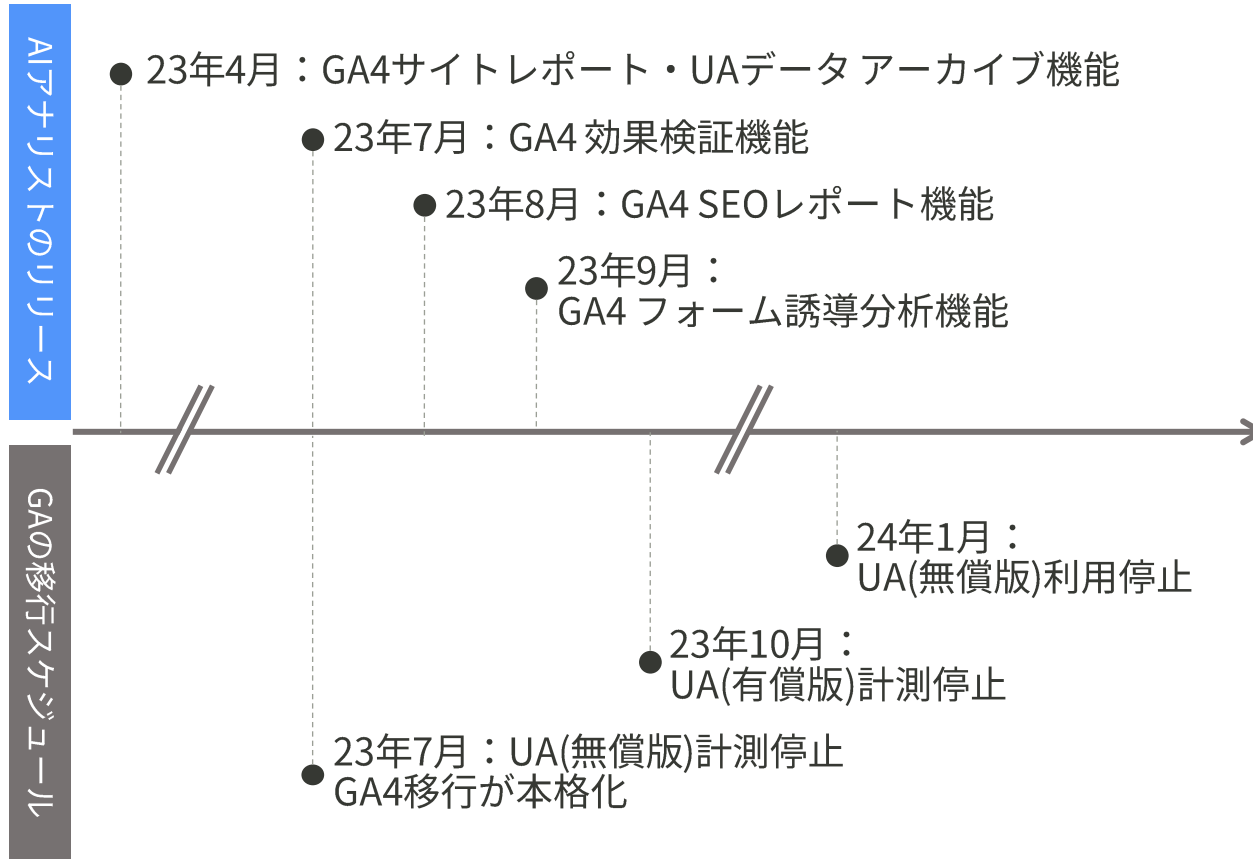 AIアナリストのリリース
23年4月：GA4サイトレポート・UAデータ アーカイブ機能
23年7月：GA4 効果検証機能
23年8月：GA4 SEOレポート機能
23年9月：
GA4 フォーム誘導分析機能
GAの移行スケジュール
24年1月：
UA(無償版)利用停止
23年10月：
UA(有償版)計測停止
23年7月：UA(無償版)計測停止
GA4移行が本格化